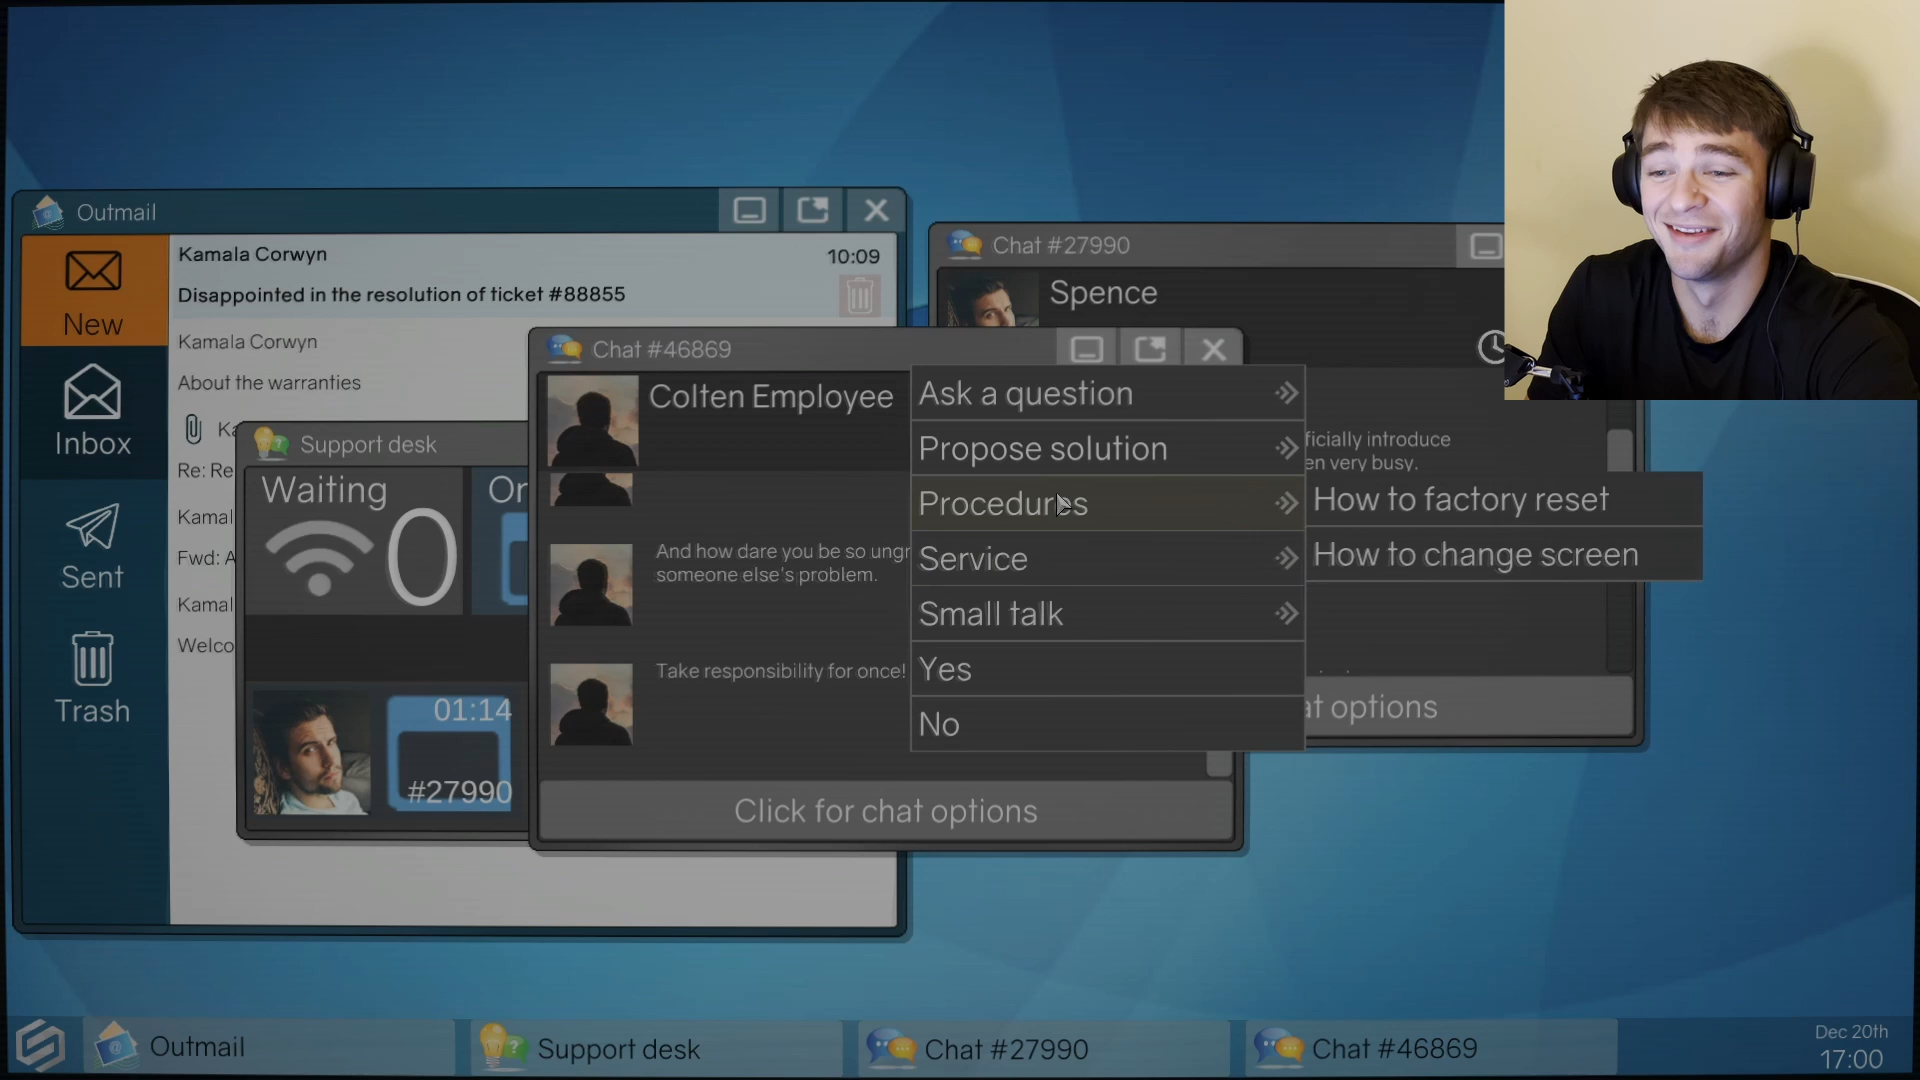 Outmail
New
Inbox
Sent
Trash
Kamala Corwyn
10:09
Disappointed in the resolution of ticket #88855
Kamala Corwyn
About the warranties
Re: Re
Kamal
Fwd: A
Kamal
Welco
Support desk
Waiting
0
01:14
#27990
Chat #27990
Spence
ficially introduce
en very busy.
at options
Chat #46869
Colten Employee
And how dare you be so ungr
someone else's problem.
Take responsibility for once!
Click for chat options
Ask a question
Propose solution
Procedures
Service
Small talk
Yes
No
How to factory reset
How to change screen
Outmail
Support desk
Chat #27990
Chat #46869
Dec 20th
17:00